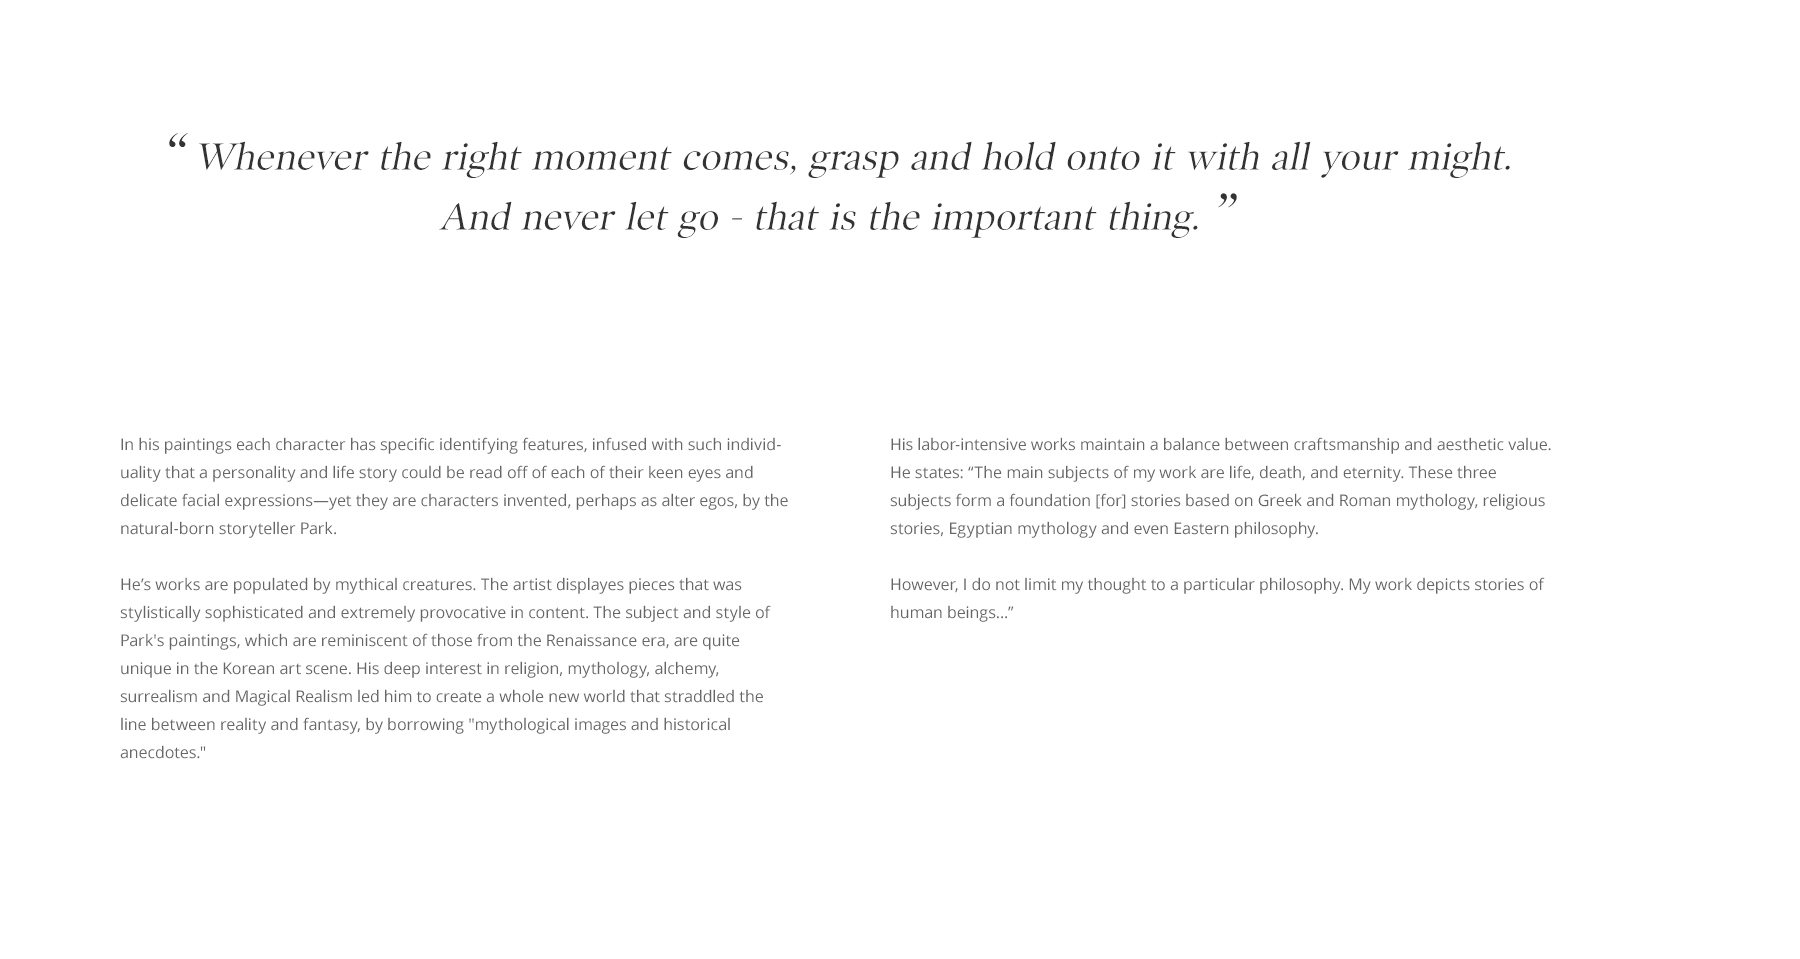 “ Whenever the right moment comes, grasp and hold onto it with all your might.
And never let go - that is the important thing. ”
In his paintings each character has specific identifying features, infused with such individ-
uality that a personality and life story could be read off of each of their keen eyes and
delicate facial expressions—yet they are characters invented, perhaps as alter egos, by the
natural-born storyteller Park.
He’s works are populated by mythical creatures. The artist displayes pieces that was
stylistically sophisticated and extremely provocative in content. The subject and style of
Park's paintings, which are reminiscent of those from the Renaissance era, are quite
unique in the Korean art scene. His deep interest in religion, mythology, alchemy,
surrealism and Magical Realism led him to create a whole new world that straddled the
line between reality and fantasy, by borrowing "mythological images and historical
anecdotes."
His labor-intensive works maintain a balance between craftsmanship and aesthetic value.
He states: “The main subjects of my work are life, death, and eternity. These three
subjects form a foundation [for] stories based on Greek and Roman mythology, religious
stories, Egyptian mythology and even Eastern philosophy.
However, I do not limit my thought to a particular philosophy. My work depicts stories of
human beings...”